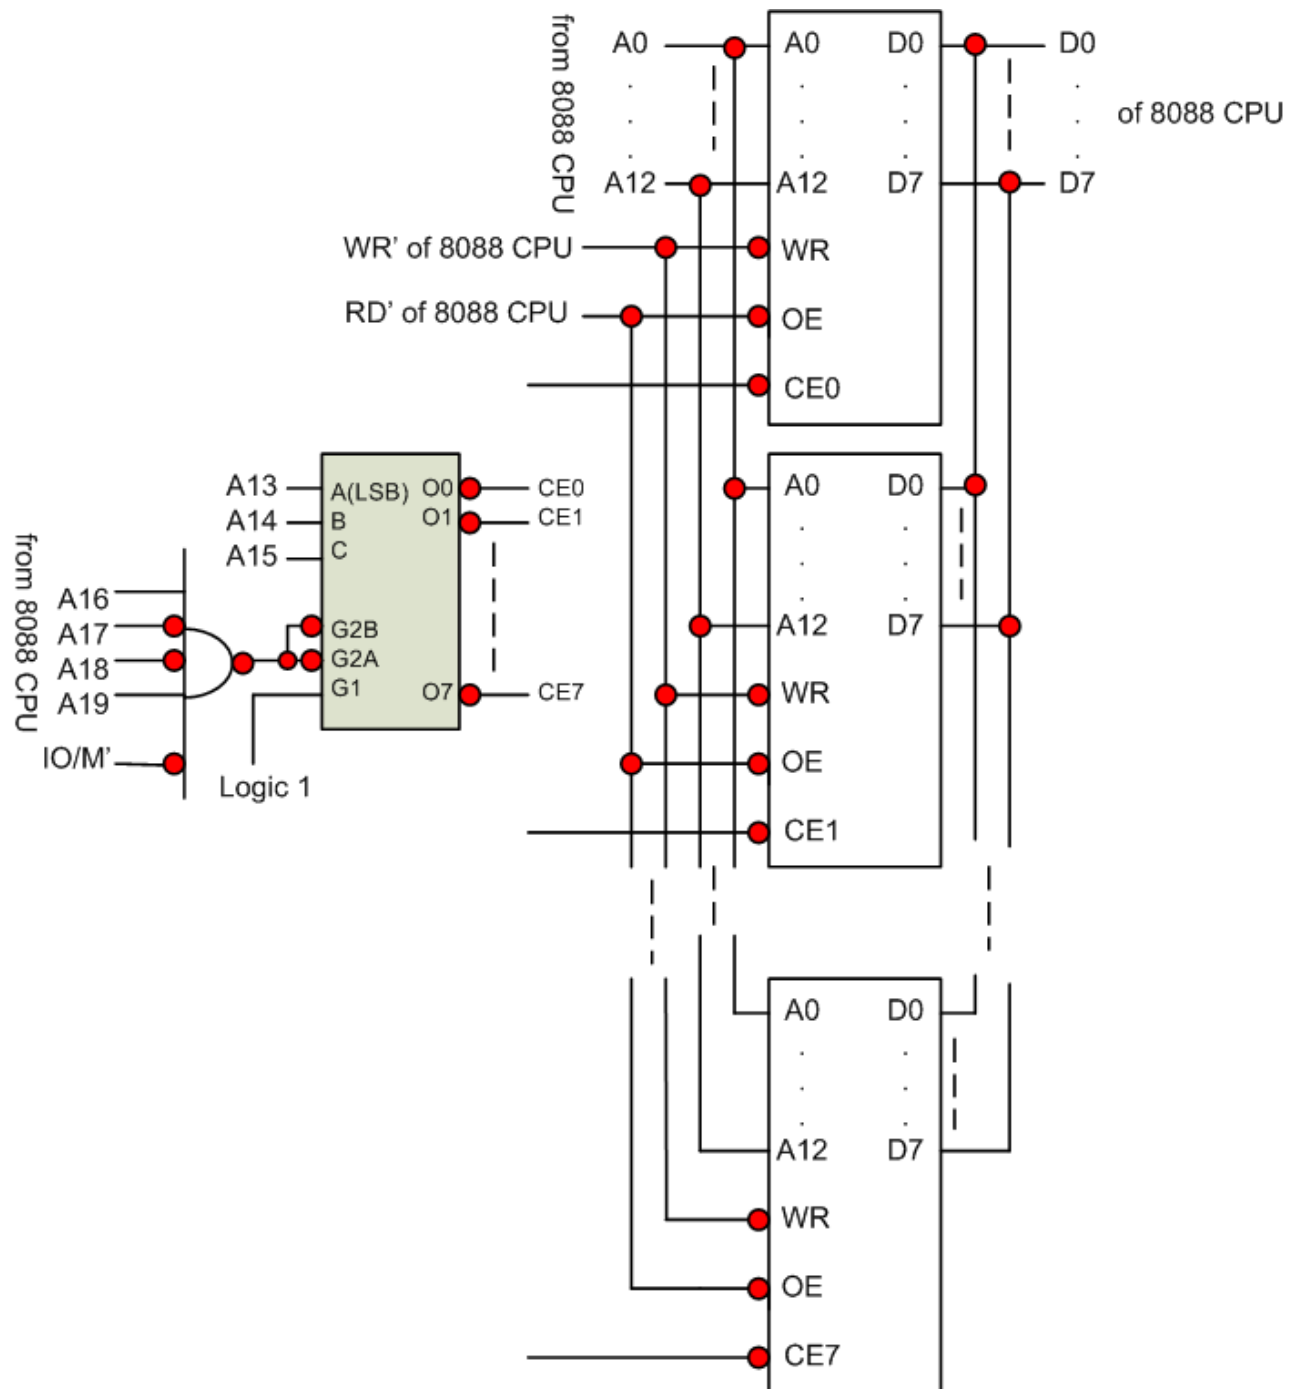 from 8088 CPU
A0 A0 D0 D0
of 8088 CPU
A12 A12 D7 D7
WR’ of 8088 CPU WR
RD’ of 8088 CPU OE
CE0
A13 A(LSB) O0 CE0
A14 B O1 CE1
A15 C
from 8088 CPU
A16
A17 G2B
A18 G2A
A19 G1 O7 CE7
IO/M’
Logic 1
A0 D0
A12 D7
WR
OE
CE1
A0 D0
A12 D7
WR
OE
CE7